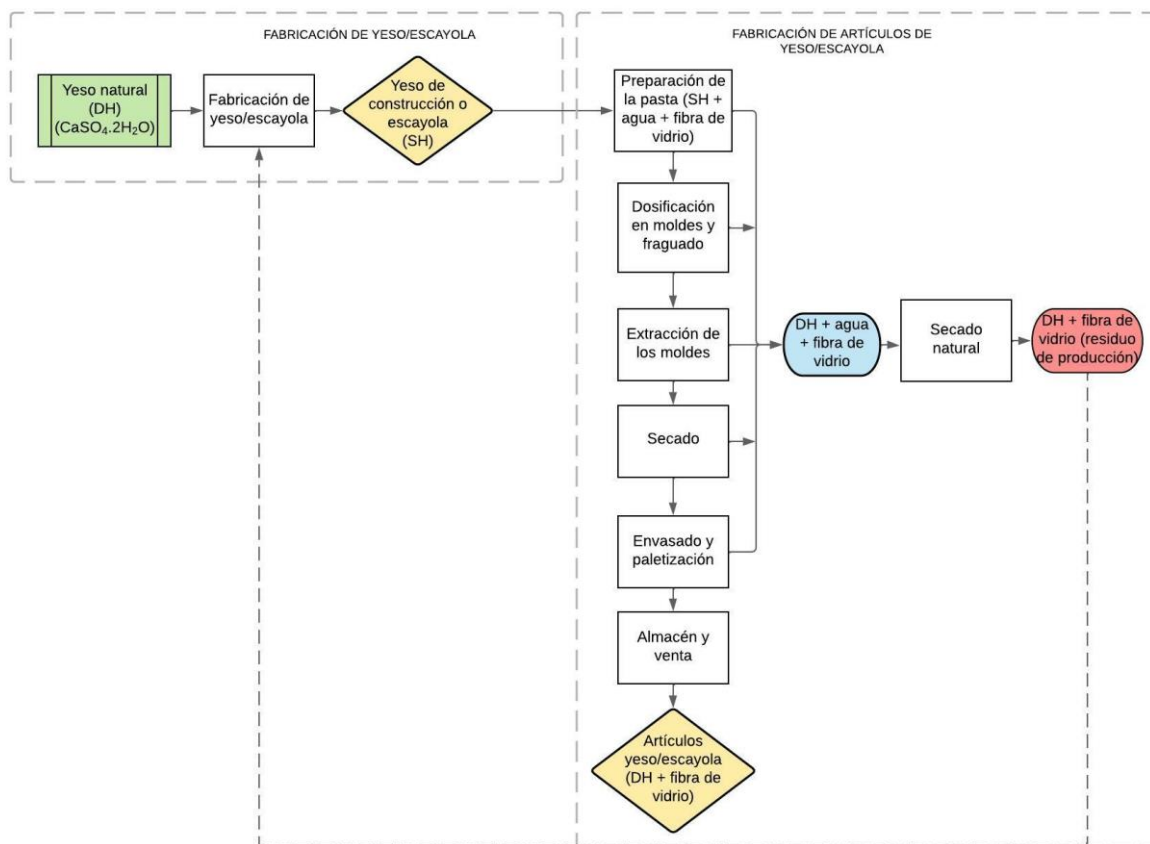 FABRICACIÓN DE YESO/ESCAYOLA
Yeso natural
(DH)
(CaSO₄.2H₂O)
Fabricación de
yeso/escayola
Yeso de
construcción o
escayola
(SH)
FABRICACIÓN DE ARTÍCULOS DE
YESO/ESCAYOLA
Preparación de
la pasta (SH +
agua + fibra de
vidrio)
Dosificación
en moldes y
fraguado
Extracción de
los moldes
DH + agua
+ fibra de
vidrio
Secado
natural
DH + fibra de
vidrio (residuo
de producción)
Secado
Envasado y
paletización
Almacén y
venta
Artículos
yeso/escayola
(DH + fibra de
vidrio)